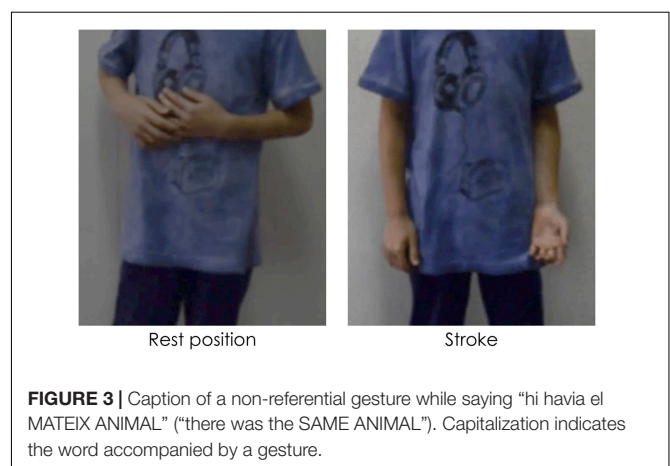 Rest position
Stroke
FIGURE 3 | Caption of a non-referential gesture while saying “hi havia el
MATEIX ANIMAL” (“there was the SAME ANIMAL”). Capitalization indicates
the word accompanied by a gesture.